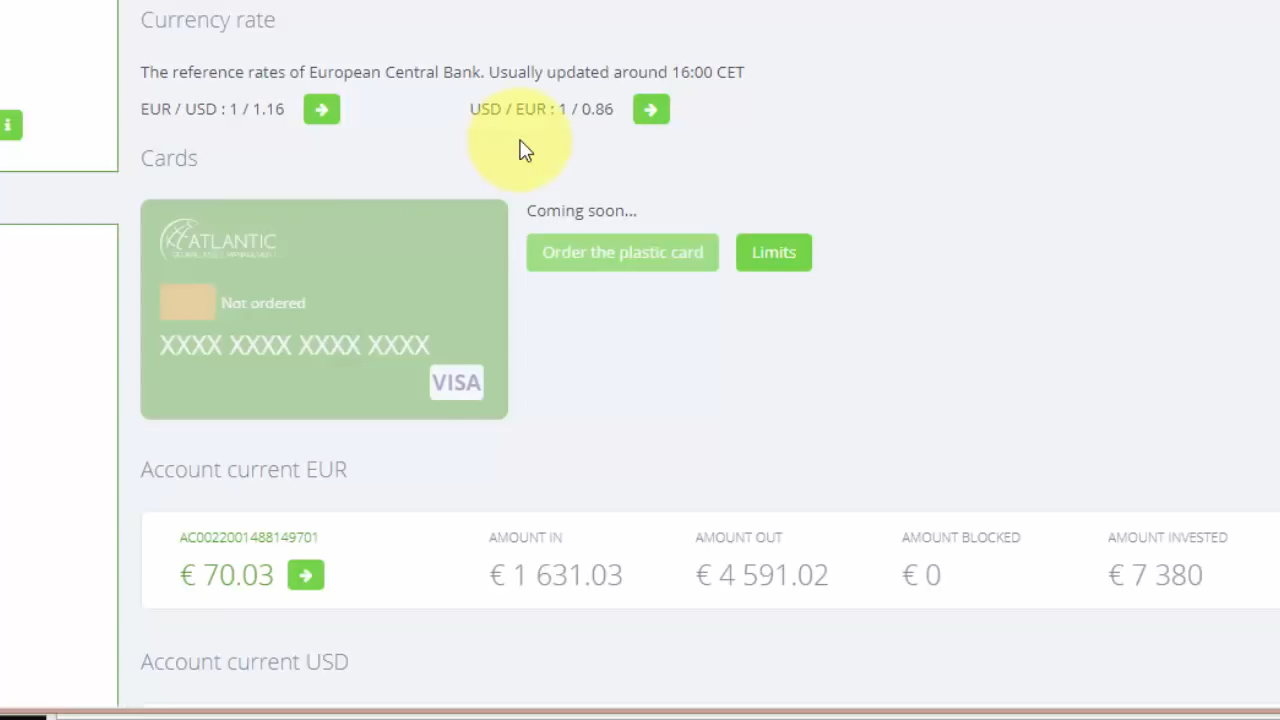 Currency rate
The reference rates of European Central Bank. Usually updated around 16:00 CET
EUR / USD : 1 / 1.16
USD / EUR : 1 / 0.86
i
Cards
ATLANTIC
GLOBAL ASSET MANAGEMENT
Not ordered
XXXX XXXX XXXX XXXX
VISA
Coming soon...
Order the plastic card
Limits
Account current EUR
AC0022001488149701
AMOUNT IN
AMOUNT OUT
AMOUNT BLOCKED
AMOUNT INVESTED
€ 70.03
€ 1 631.03
€ 4 591.02
€ 0
€ 7 380
Account current USD